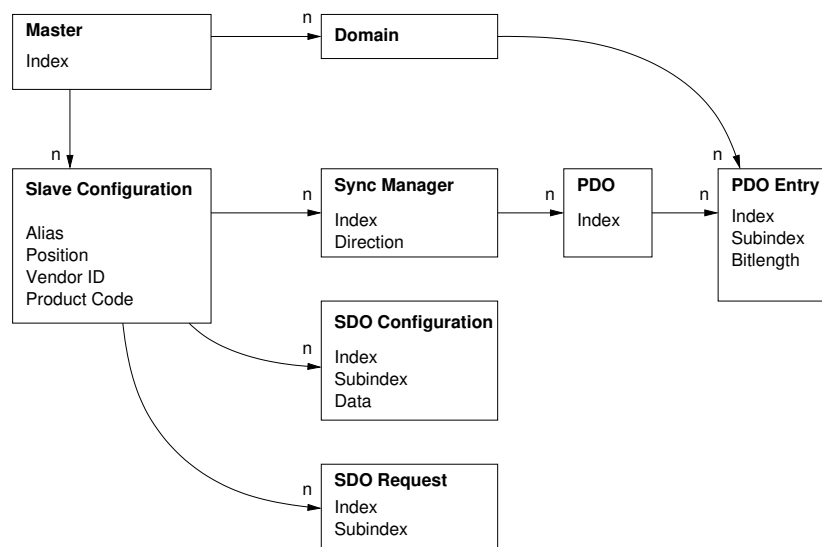 Master
Index
n
Domain
n
Slave Configuration
Alias
Position
Vendor ID
Product Code
n
Sync Manager
Index
Direction
n
PDO
Index
n
n
PDO Entry
Index
Subindex
Bitlength
n
SDO Configuration
Index
Subindex
Data
n
SDO Request
Index
Subindex